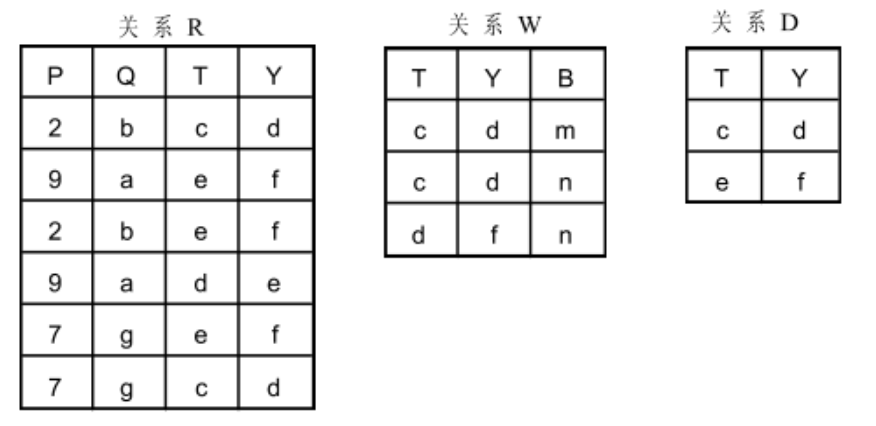 关系 R
P Q T Y
2 b c d
9 a e f
2 b e f
9 a d e
7 g e f
7 g c d
关系 W
T Y B
c d m
c d n
d f n
关系 D
T Y
c d
e f